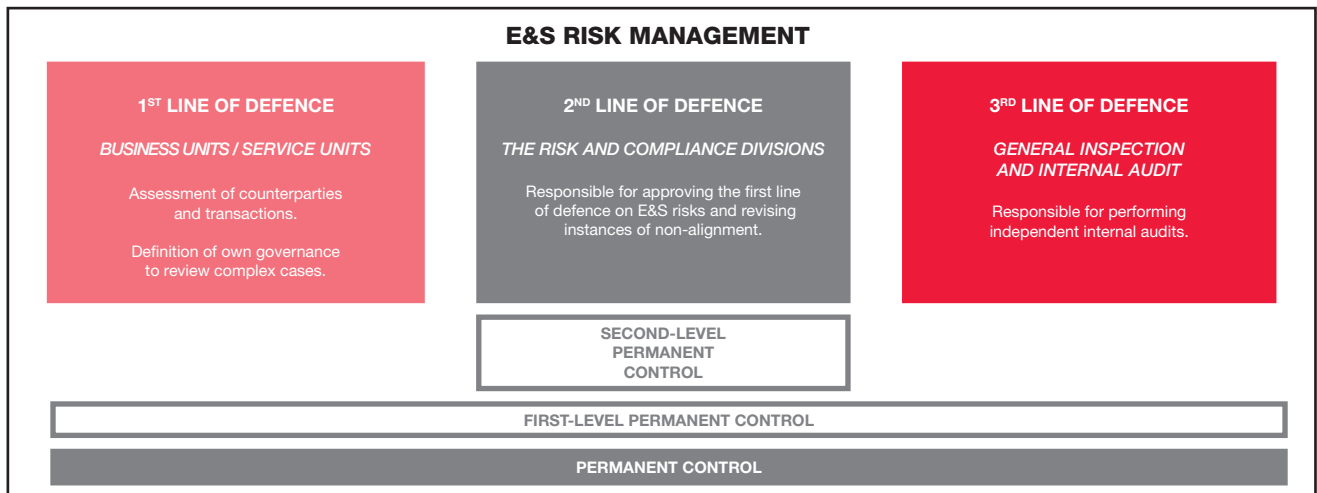 E&S RISK MANAGEMENT
1ST LINE OF DEFENCE
BUSINESS UNITS / SERVICE UNITS
Assessment of counterparties
and transactions.
Definition of own governance
to review complex cases.
2ND LINE OF DEFENCE
THE RISK AND COMPLIANCE DIVISIONS
Responsible for approving the first line
of defence on E&S risks and revising
instances of non-alignment.
3RD LINE OF DEFENCE
GENERAL INSPECTION
AND INTERNAL AUDIT
Responsible for performing
independent internal audits.
SECOND-LEVEL
PERMANENT
CONTROL
FIRST-LEVEL PERMANENT CONTROL
PERMANENT CONTROL